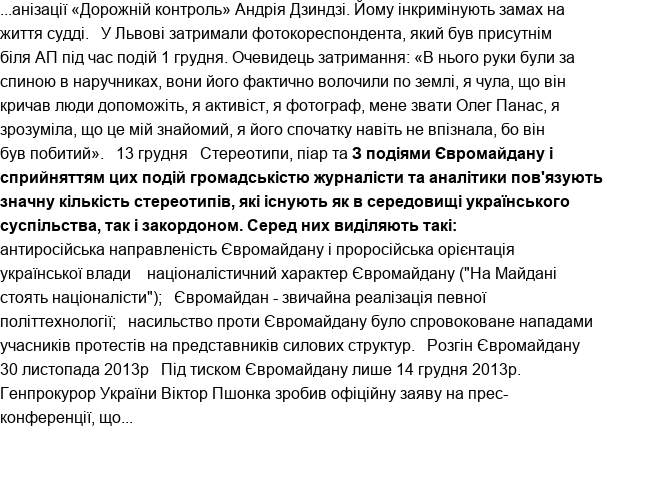 ...анізації «Дорожній контроль» Андрія Дзиндзі. Йому інкримінують замах на
життя судді.   У Львові затримали фотокореспондента, який був присутнім
біля АП під час подій 1 грудня. Очевидець затримання: «В нього руки були за
спиною в наручниках, вони його фактично волочили по землі, я чула, що він
кричав люди допоможіть, я активіст, я фотограф, мене звати Олег Панас, я
зрозуміла, що це мій знайомий, я його спочатку навіть не впізнала, бо він
був побитий».   13 грудня   Стереотипи, піар та З подіями Євромайдану і
сприйняттям цих подій громадськістю журналісти та аналітики пов'язують
значну кількість стереотипів, які існують як в середовищі українського
суспільства, так і закордоном. Серед них виділяють такі:
антиросійська направленість Євромайдану і проросійська орієнтація
української влади    націоналістичний характер Євромайдану ("На Майдані
стоять націоналісти");   Євромайдан - звичайна реалізація певної
політтехнології;   насильство проти Євромайдану було спровоковане нападами
учасників протестів на представників силових структур.   Розгін Євромайдану
30 листопада 2013р   Під тиском Євромайдану лише 14 грудня 2013р.
Генпрокурор України Віктор Пшонка зробив офіційну заяву на прес-
конференції, що...